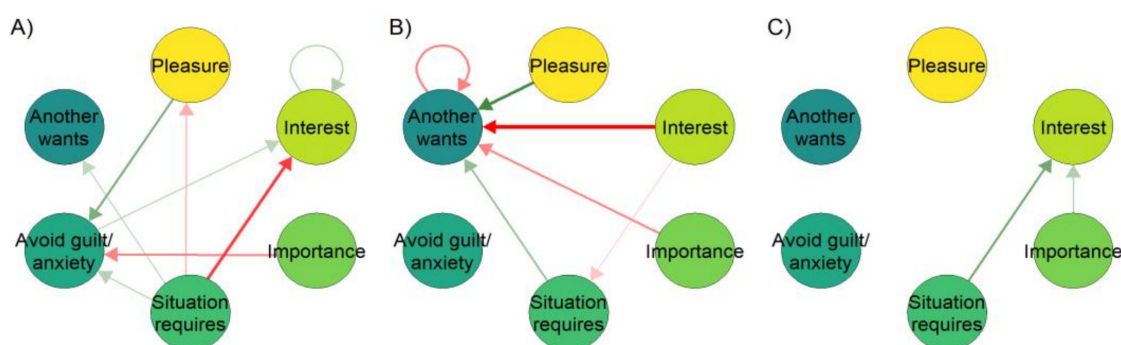 A)
Pleasure
Another
wants
Interest
Avoid guilt/
anxiety
Importance
Situation
requires
B)
Pleasure
Another
wants
Interest
Avoid guilt/
anxiety
Importance
Situation
requires
C)
Pleasure
Another
wants
Interest
Avoid guilt/
anxiety
Importance
Situation
requires